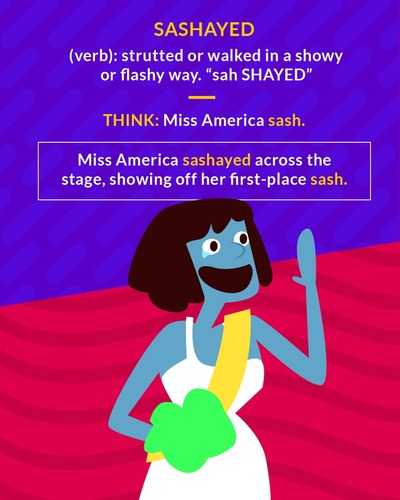 SASHAYED
(verb): strutted or walked in a showy
or flashy way. “sah SHAYED”
THINK: Miss America sash.
Miss America sashayed across the
stage, showing off her first-place sash.